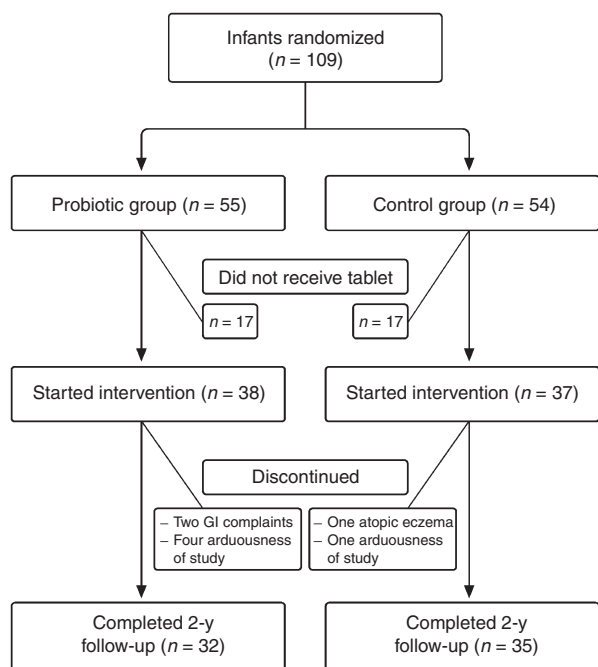 Infants randomized
(n = 109)
Probiotic group (n = 55)
Control group (n = 54)
Did not receive tablet
n = 17
n = 17
Started intervention (n = 38)
Started intervention (n = 37)
Discontinued
– Two GI complaints
– Four arduousness
of study
– One atopic eczema
– One arduousness
of study
Completed 2-y
follow-up (n = 32)
Completed 2-y
follow-up (n = 35)